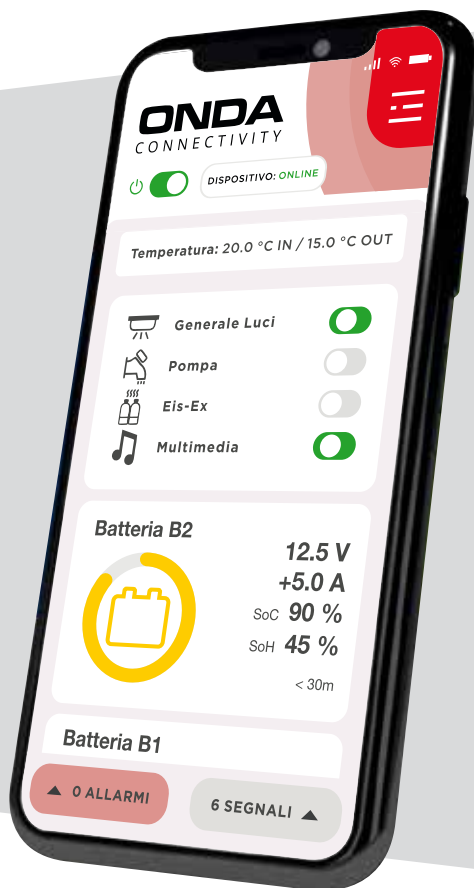 ONDA
CONNECTIVITY
DISPOSITIVO: ONLINE
Temperatura: 20.0 °C IN / 15.0 °C OUT
Generale Luci
Pompa
Eis-Ex
Multimedia
Batteria B2
12.5 V
+5.0 A
SoC 90 %
SoH 45 %
< 30m
Batteria B1
0 ALLARMI
6 SEGNALI